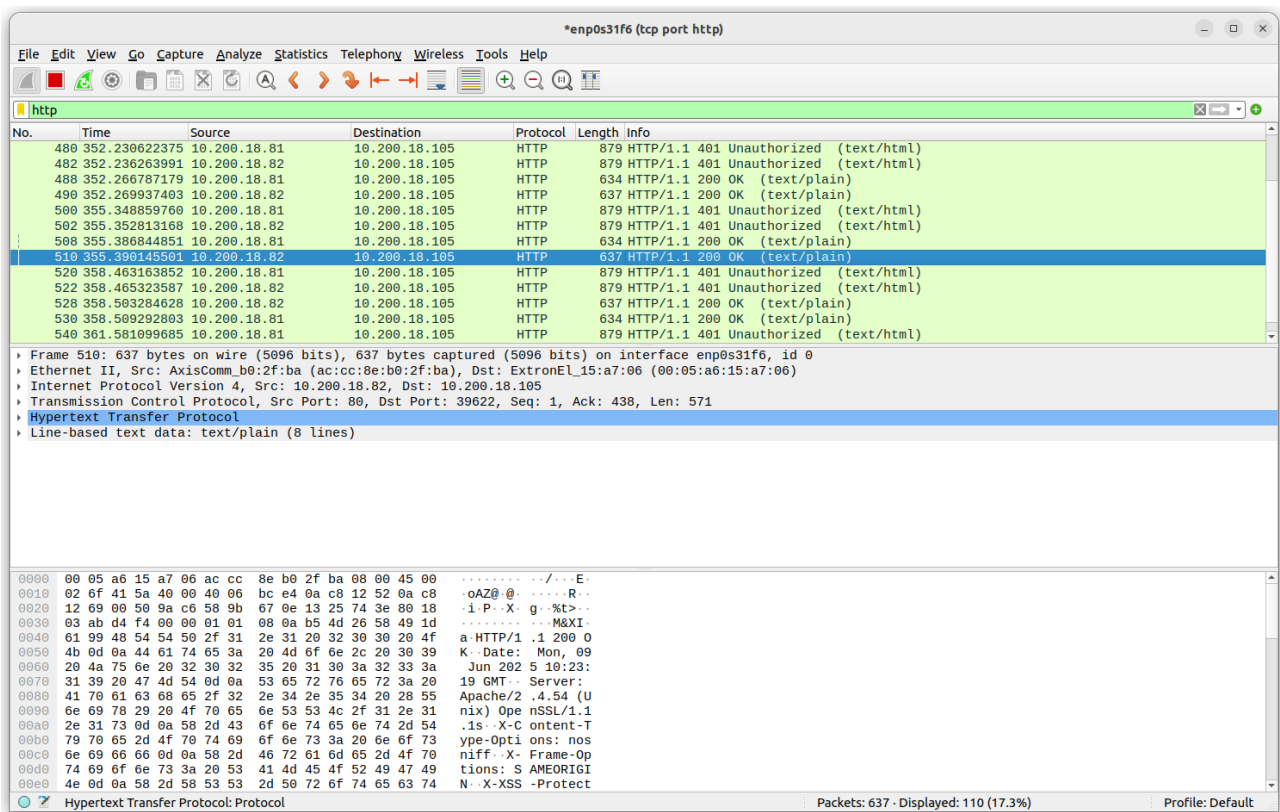 *enp0s31f6 (tcp port http)
File Edit View Go Capture Analyze Statistics Telephony Wireless Tools Help
http
No. Time Source Destination Protocol Length Info
480 352.230622375 10.200.18.81 10.200.18.105 HTTP 879 HTTP/1.1 401 Unauthorized (text/html)
482 352.236263991 10.200.18.82 10.200.18.105 HTTP 879 HTTP/1.1 401 Unauthorized (text/html)
488 352.266787179 10.200.18.81 10.200.18.105 HTTP 634 HTTP/1.1 200 OK (text/plain)
490 352.269937403 10.200.18.82 10.200.18.105 HTTP 637 HTTP/1.1 200 OK (text/plain)
500 355.348859760 10.200.18.81 10.200.18.105 HTTP 879 HTTP/1.1 401 Unauthorized (text/html)
502 355.352813168 10.200.18.82 10.200.18.105 HTTP 879 HTTP/1.1 401 Unauthorized (text/html)
508 355.386844851 10.200.18.81 10.200.18.105 HTTP 634 HTTP/1.1 200 OK (text/plain)
510 355.390145501 10.200.18.82 10.200.18.105 HTTP 637 HTTP/1.1 200 OK (text/plain)
520 358.463163852 10.200.18.81 10.200.18.105 HTTP 879 HTTP/1.1 401 Unauthorized (text/html)
522 358.465323587 10.200.18.82 10.200.18.105 HTTP 879 HTTP/1.1 401 Unauthorized (text/html)
528 358.503284628 10.200.18.82 10.200.18.105 HTTP 637 HTTP/1.1 200 OK (text/plain)
530 358.509292803 10.200.18.81 10.200.18.105 HTTP 634 HTTP/1.1 200 OK (text/plain)
540 361.581099685 10.200.18.81 10.200.18.105 HTTP 879 HTTP/1.1 401 Unauthorized (text/html)
Frame 510: 637 bytes on wire (5096 bits), 637 bytes captured (5096 bits) on interface enp0s31f6, id 0
Ethernet II, Src: AxisComm_b0:2f:ba (ac:cc:8e:b0:2f:ba), Dst: ExtronEl_15:a7:06 (00:05:a6:15:a7:06)
Internet Protocol Version 4, Src: 10.200.18.82, Dst: 10.200.18.105
Transmission Control Protocol, Src Port: 80, Dst Port: 39622, Seq: 1, Ack: 438, Len: 571
Hypertext Transfer Protocol
Line-based text data: text/plain (8 lines)
0000 00 05 a6 15 a7 06 ac cc 8e b0 2f ba 08 00 45 00 ········ ··/···E·
0010 02 6f 41 5a 40 00 40 06 bc e4 0a c8 12 52 0a c8 ·oAZ@·@· ·····R··
0020 12 69 00 50 9a c6 58 9b 67 0e 13 25 74 3e 80 18 ·i·P··X· g··%t>··
0030 03 ab d4 f4 00 00 01 01 08 0a b5 4d 26 58 49 1d ········ ···M&XI·
0040 61 99 48 54 54 50 2f 31 2e 31 20 32 30 30 20 4f a·HTTP/1 .1 200 O
0050 4b 0d 0a 44 61 74 65 3a 20 4d 6f 6e 2c 20 30 39 K··Date: Mon, 09
0060 20 4a 75 6e 20 32 30 32 35 20 31 30 3a 32 33 3a Jun 202 5 10:23:
0070 31 39 20 47 4d 54 0d 0a 53 65 72 76 65 72 3a 20 19 GMT·· Server:
0080 41 70 61 63 68 65 2f 32 2e 34 2e 35 34 20 28 55 Apache/2 .4.54 (U
0090 6e 69 78 29 20 4f 70 65 6e 53 53 4c 2f 31 2e 31 nix) Ope nSSL/1.1
00a0 2e 31 73 0d 0a 58 2d 43 6f 6e 74 65 6e 74 2d 54 .1s··X-C ontent-T
00b0 79 70 65 2d 4f 70 74 69 6f 6e 73 3a 20 6e 6f 73 ype-Opti ons: nos
00c0 6e 69 66 66 0d 0a 58 2d 46 72 61 6d 65 2d 4f 70 niff··X- Frame-Op
00d0 74 69 6f 6e 73 3a 20 53 41 4d 45 4f 52 49 47 49 tions: S AMEORIGI
00e0 4e 0d 0a 58 2d 58 53 53 2d 50 72 6f 74 65 63 74 N··X-XSS -Protect
Hypertext Transfer Protocol: Protocol Packets: 637 · Displayed: 110 (17.3%) Profile: Default